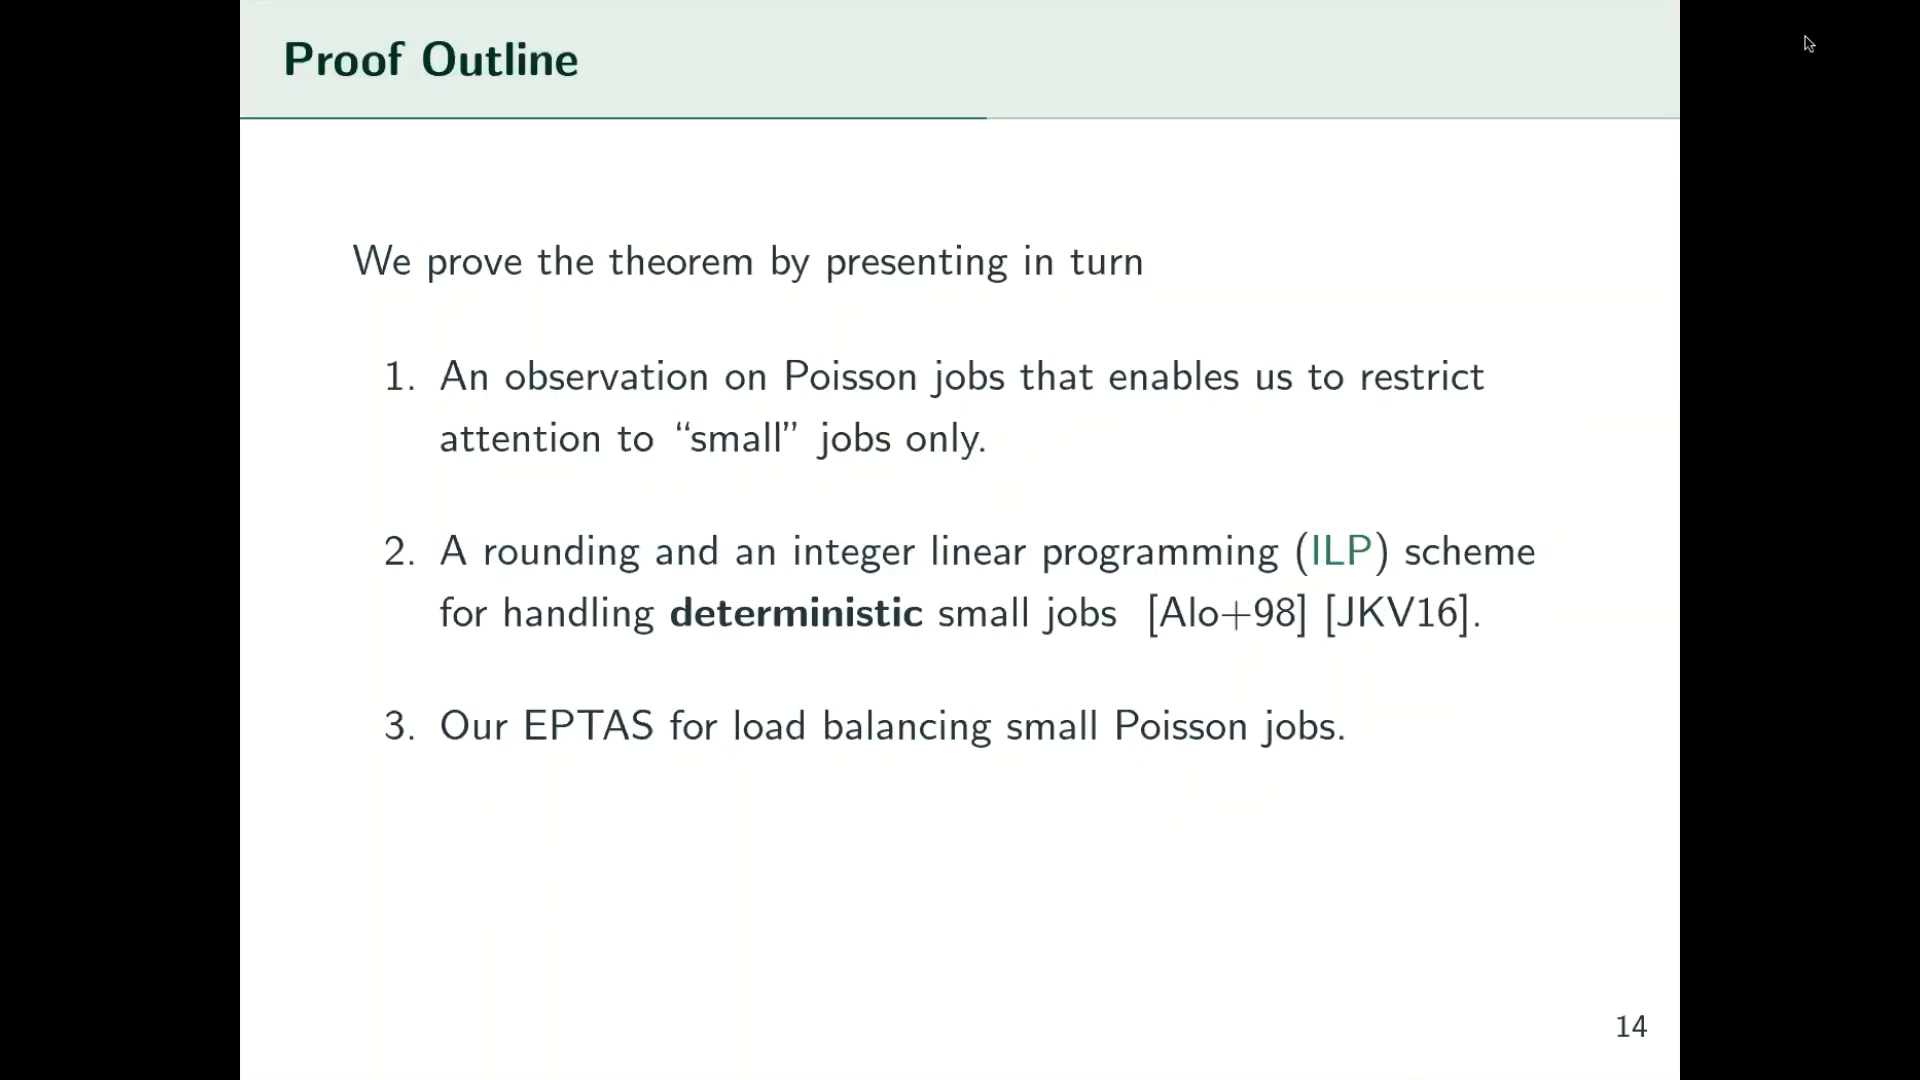 Proof Outline
We prove the theorem by presenting in turn
1. An observation on Poisson jobs that enables us to restrict
attention to “small” jobs only.
2. A rounding and an integer linear programming (ILP) scheme
for handling deterministic small jobs [Alo+98] [JKV16].
3. Our EPTAS for load balancing small Poisson jobs.
14